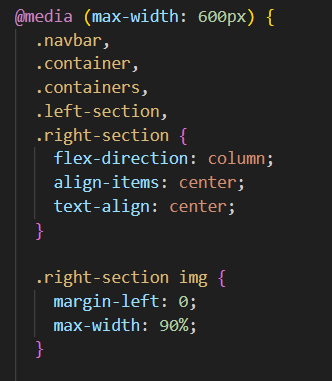 @media (max-width: 600px) {
.navbar,
.container,
.containers,
.left-section,
.right-section {
flex-direction: column;
align-items: center;
text-align: center;
}
.right-section img {
margin-left: 0;
max-width: 90%;
}